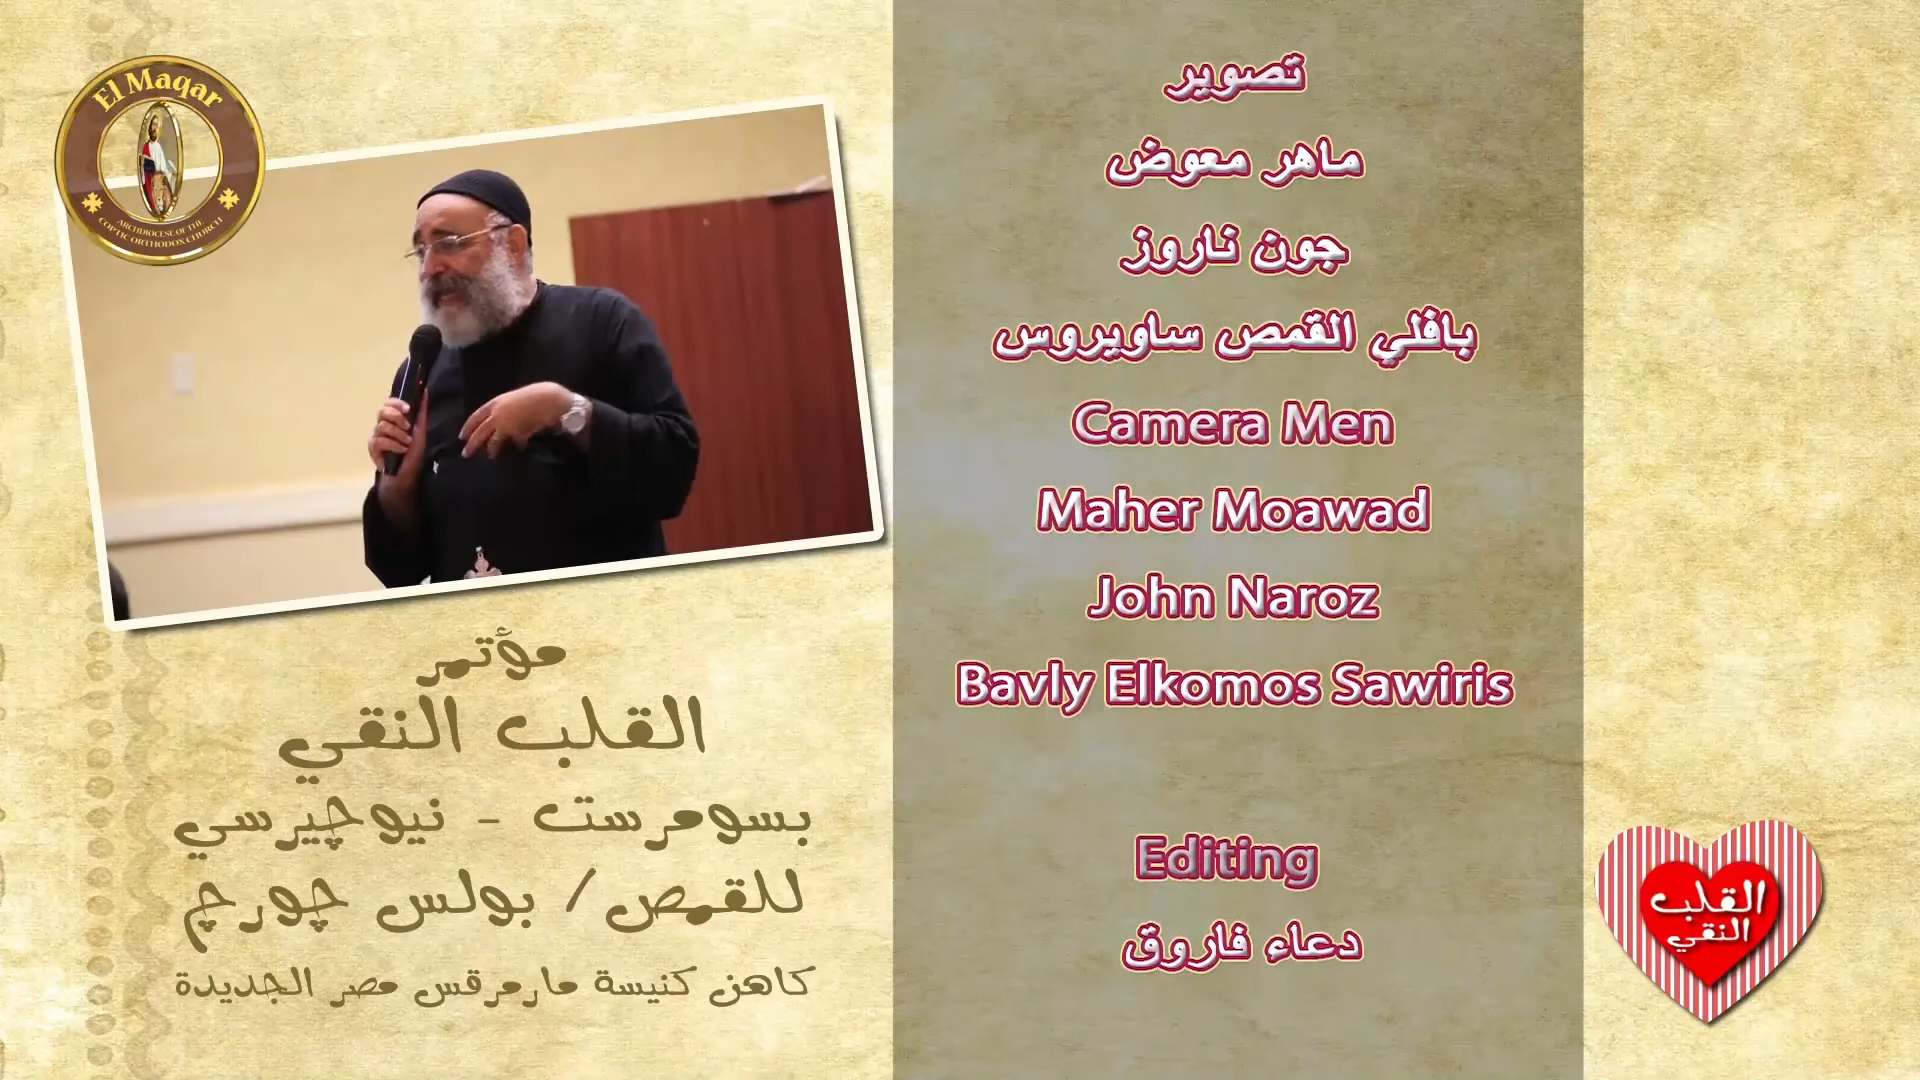 El Maqar
ARCHDIOCESE OF THE
COPTIC ORTHODOX CHURCH
مؤتمر
القلب النقي
بسومرست - نيوچيرسي
للقمص/ بولس چورچ
كاهن كنيسة مارمرقس مصر الجديدة
تصوير
ماهر معوض
جون ناروز
بافلي القمص ساويروس
Camera Men
Maher Moawad
John Naroz
Bavly Elkomos Sawiris
Editing
دعاء فاروق
القلب
النقي